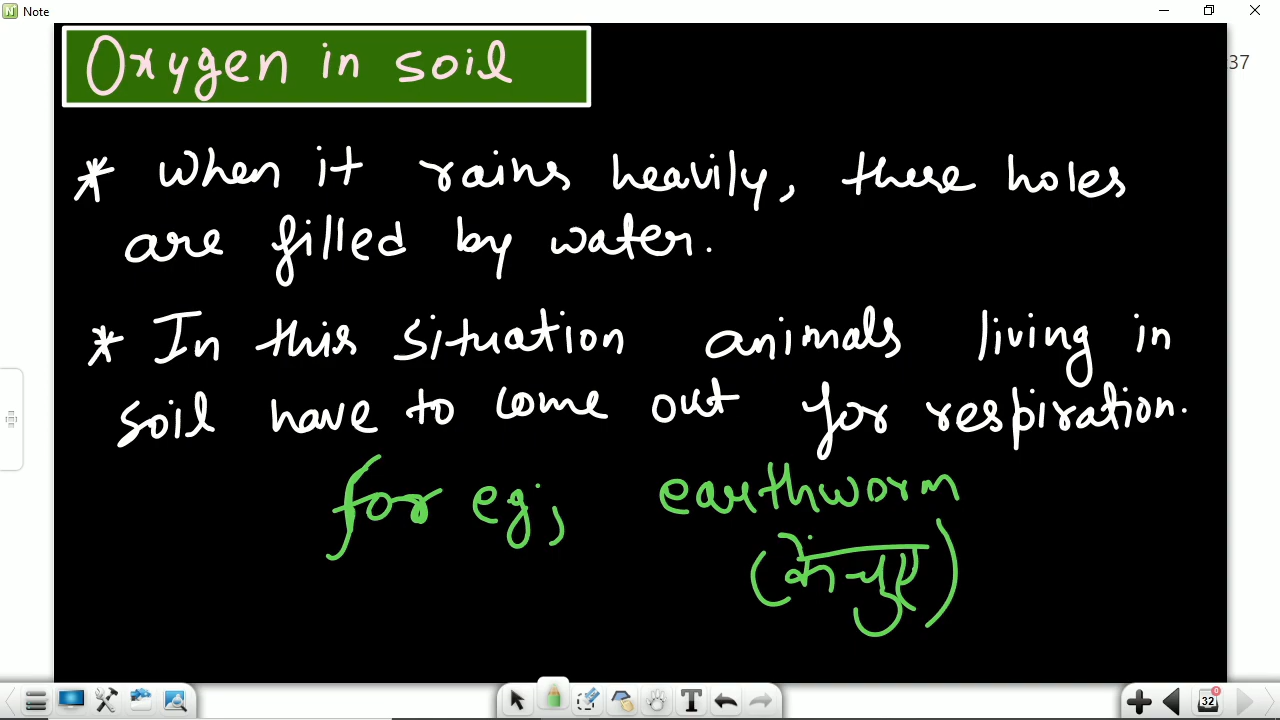 Note
37
Oxygen in soil
* When it rains heavily, these holes
are filled by water.
* In this situation animals living in
soil have to come out for respiration.
for eg, earthworm
(केंचुए)
T
32
0